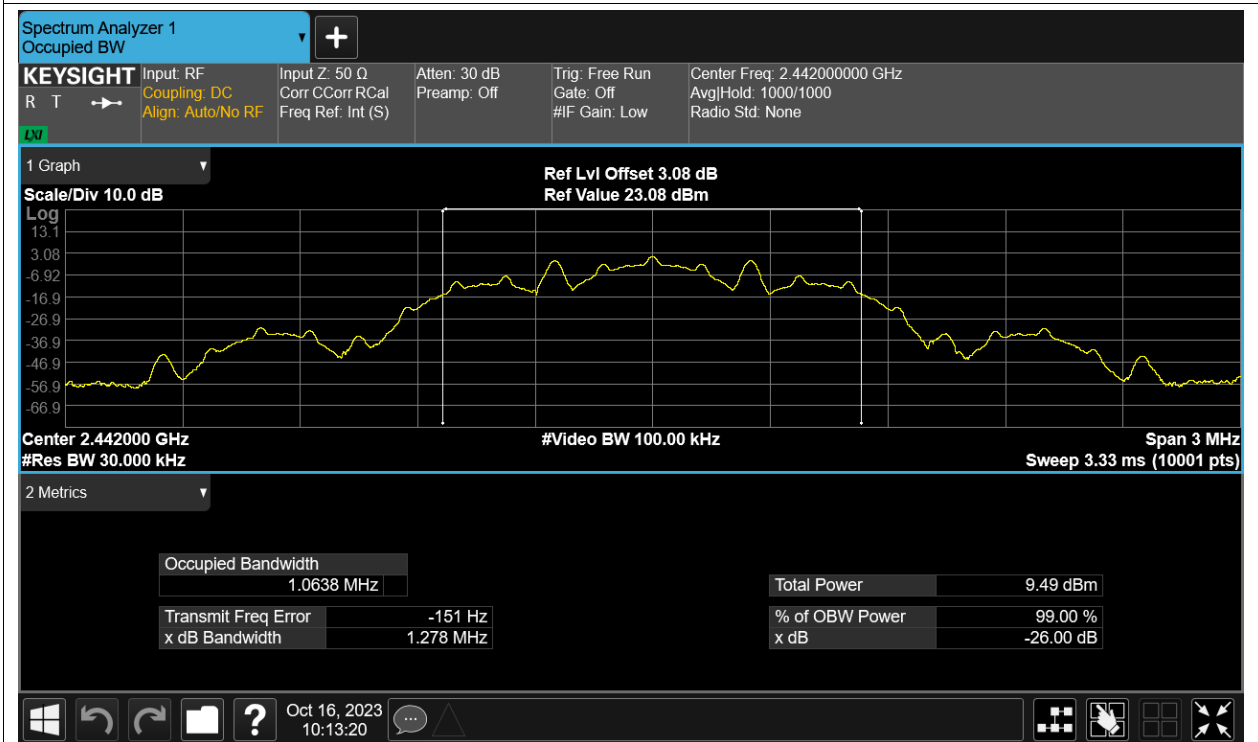 Spectrum Analyzer 1
Occupied BW
KEYSIGHT
R T
LXI
Input: RF
Coupling: DC
Align: Auto/No RF
Input Z: 50 Ω
Corr CCorr RCal
Freq Ref: Int (S)
Atten: 30 dB
Preamp: Off
Trig: Free Run
Gate: Off
#IF Gain: Low
Center Freq: 2.442000000 GHz
Avg|Hold: 1000/1000
Radio Std: None
1 Graph
Scale/Div 10.0 dB
Ref Lvl Offset 3.08 dB
Ref Value 23.08 dBm
Log
13.1
3.08
-6.92
-16.9
-26.9
-36.9
-46.9
-56.9
-66.9
Center 2.442000 GHz
#Video BW 100.00 kHz
Span 3 MHz
#Res BW 30.000 kHz
Sweep 3.33 ms (10001 pts)
2 Metrics
Occupied Bandwidth
1.0638 MHz
Total Power 9.49 dBm
Transmit Freq Error -151 Hz
% of OBW Power 99.00 %
x dB Bandwidth 1.278 MHz
x dB -26.00 dB
Oct 16, 2023
10:13:20